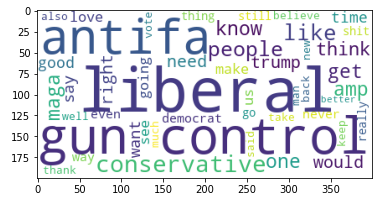 0
25
50
75
100
125
150
175
also love vote thing still believe time
antifa know like shit
good say right going need people trump think new
maga liberal make us get amp
well even man back better really
gun control
want see much democrat go said take never keep
thank way conservative one would
0 50 100 150 200 250 300 350